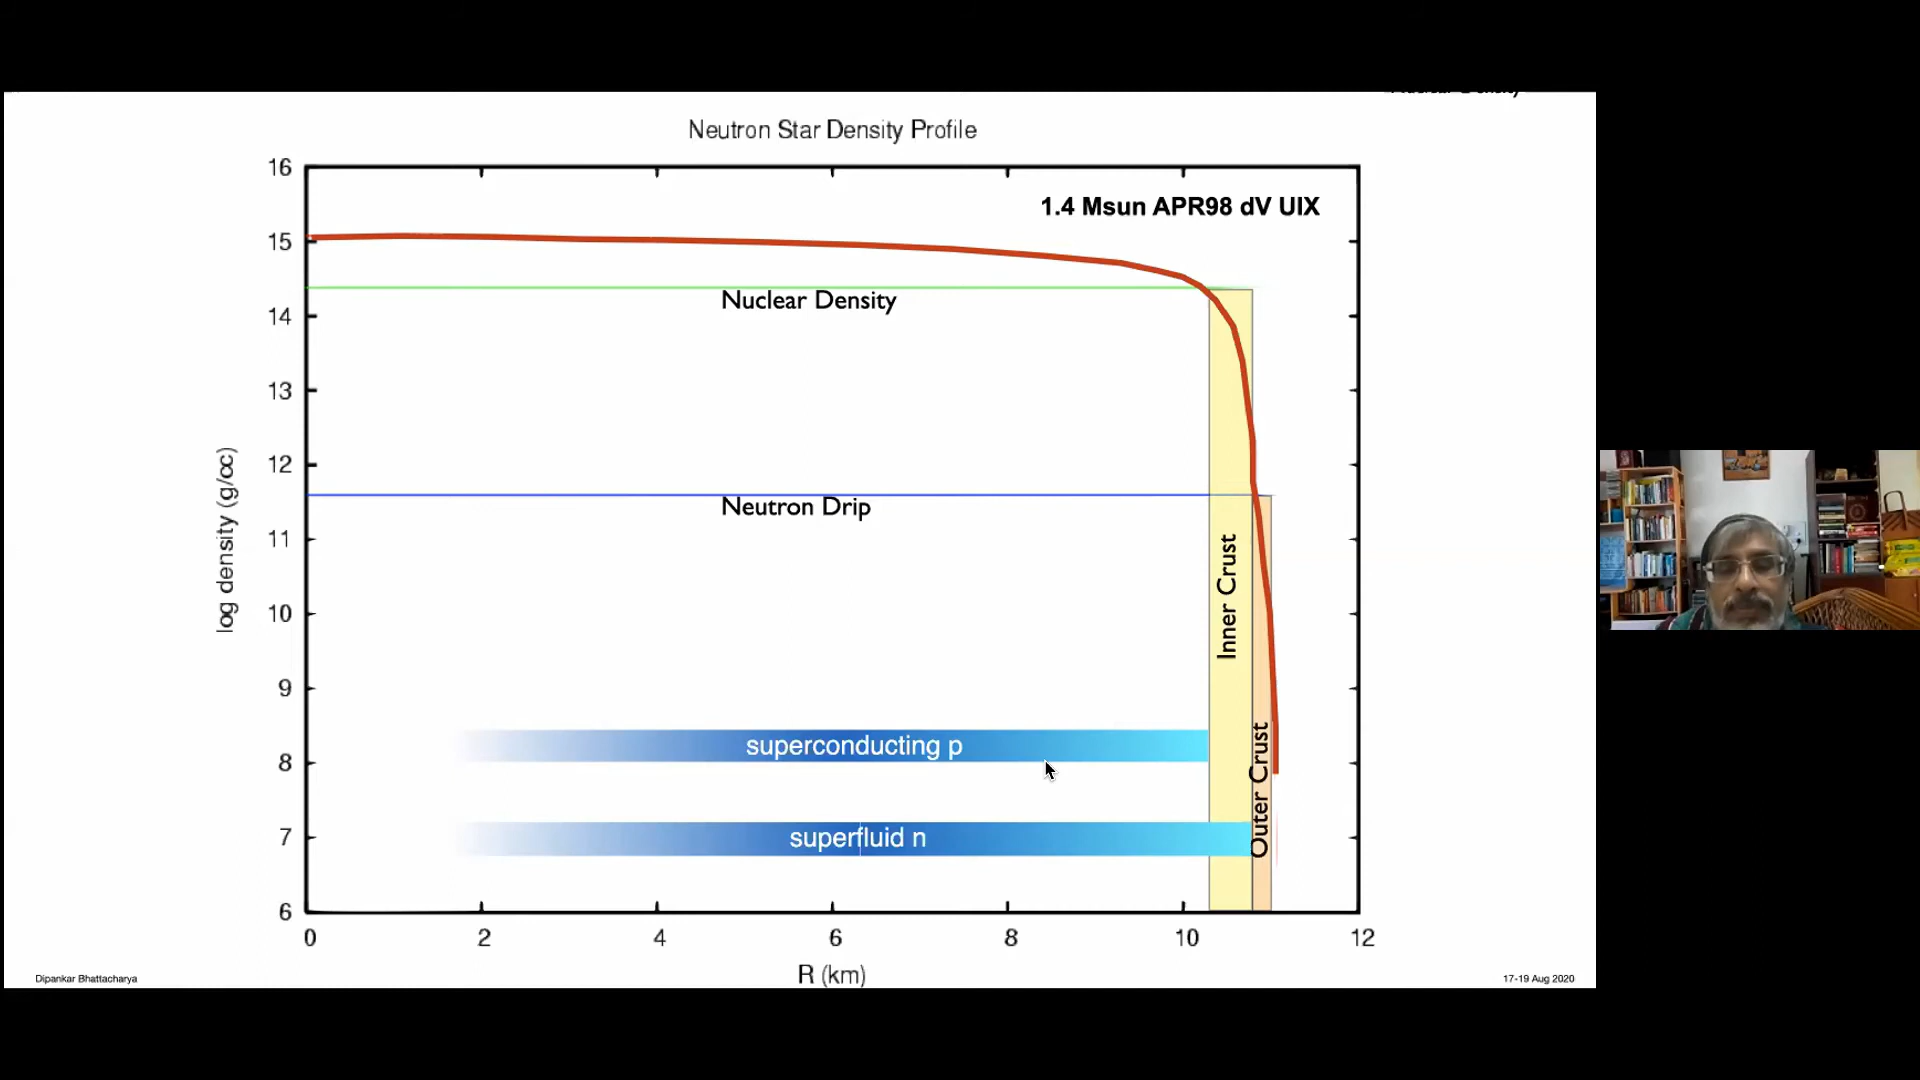 Neutron Star Density Profile
1.4 Msun APR98 dV UIX
16
15
14
13
12
11
10
9
8
7
6
log density (g/cc)
Nuclear Density
Neutron Drip
Inner Crust
Outer Crust
superconducting p
superfluid n
0 2 4 6 8 10 12
R (km)
Dipankar Bhattacharya
17-19 Aug 2020